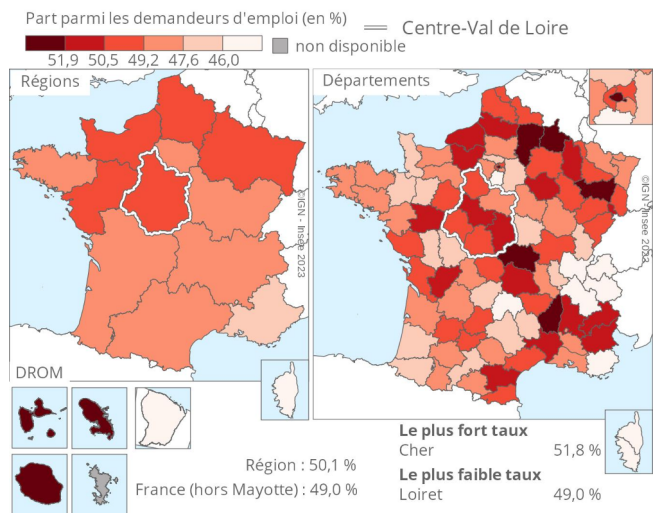 Part parmi les demandeurs d'emploi (en %)
Centre-Val de Loire
non disponible
51,9 50,5 49,2 47,6 46,0
Régions
Départements
©IGN - Insee 2023
©IGN - Insee 2023
DROM
Région : 50,1 %
France (hors Mayotte) : 49,0 %
Le plus fort taux
Cher 51,8 %
Le plus faible taux
Loiret 49,0 %